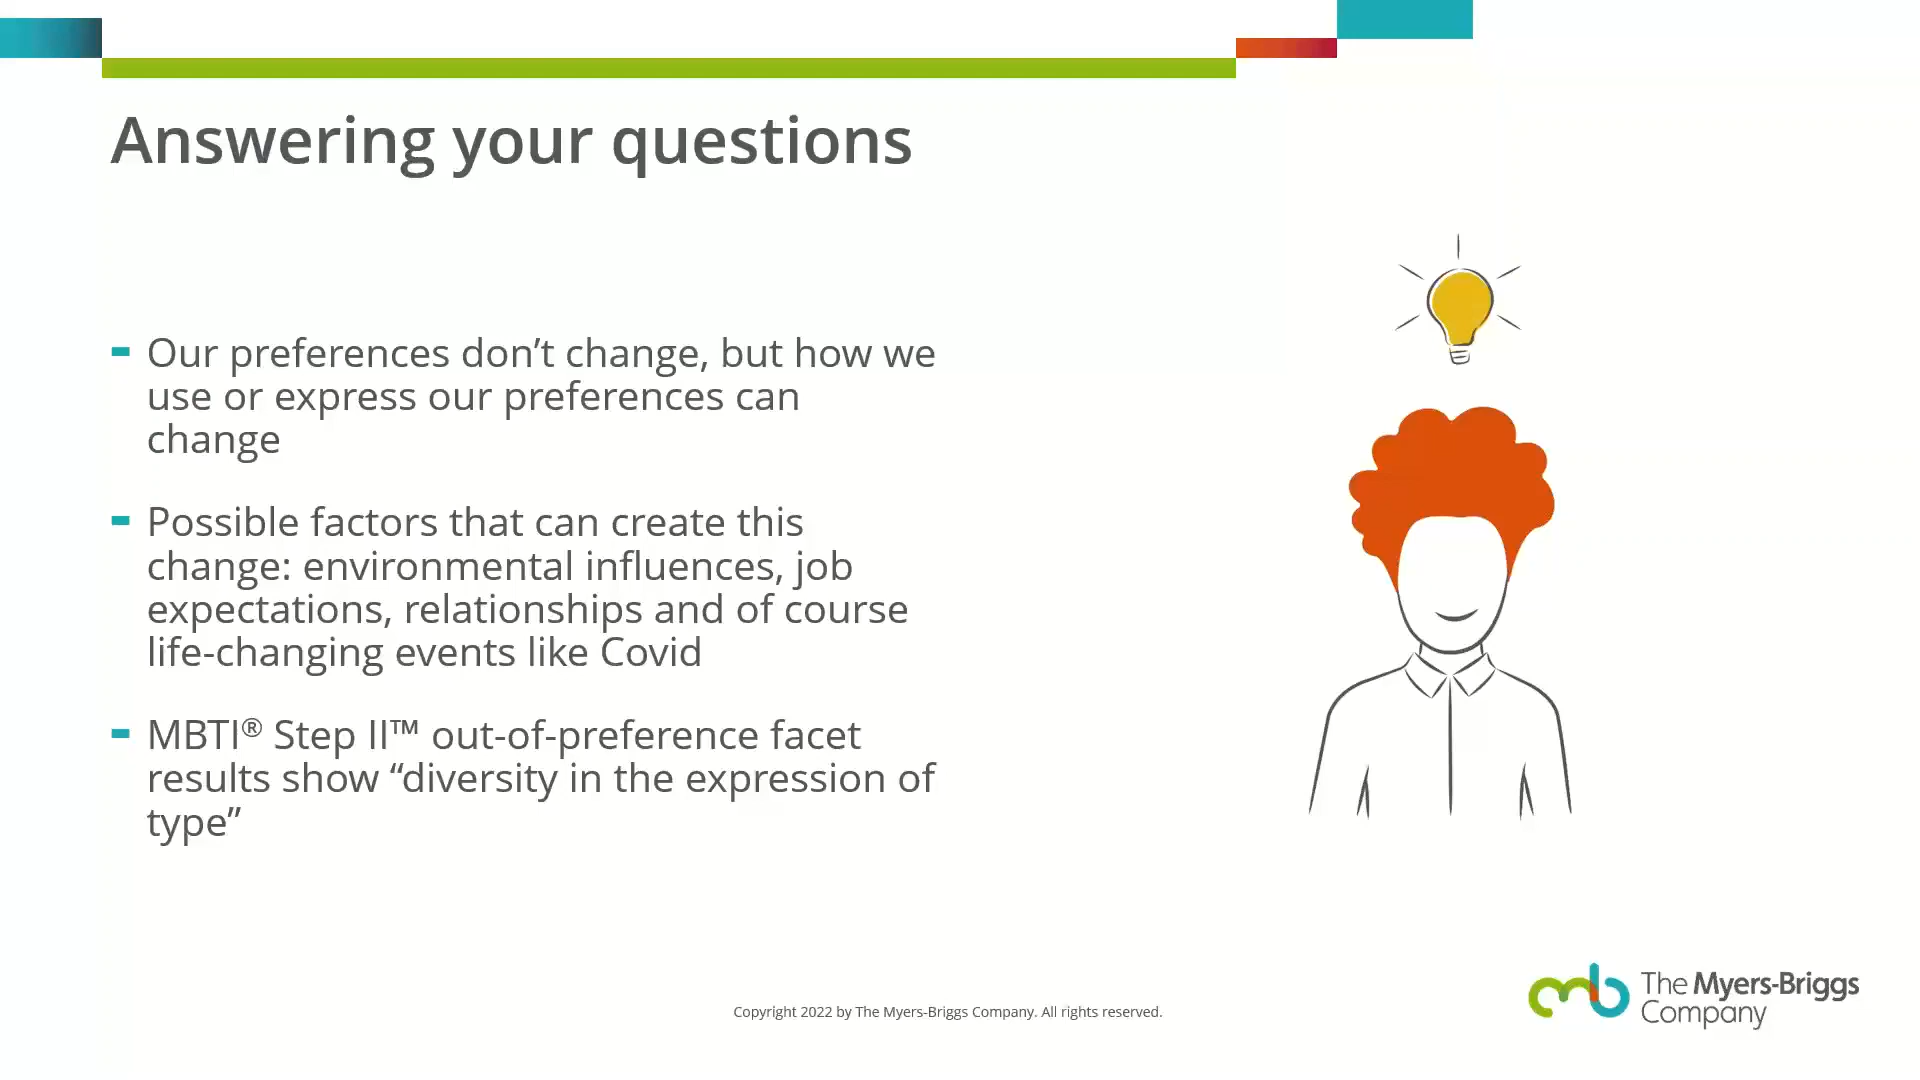 Answering your questions
Our preferences don’t change, but how we
use or express our preferences can
change
Possible factors that can create this
change: environmental influences, job
expectations, relationships and of course
life-changing events like Covid
MBTI® Step II™ out-of-preference facet
results show “diversity in the expression of
type”
Copyright 2022 by The Myers-Briggs Company. All rights reserved.
mb
The Myers-Briggs
Company